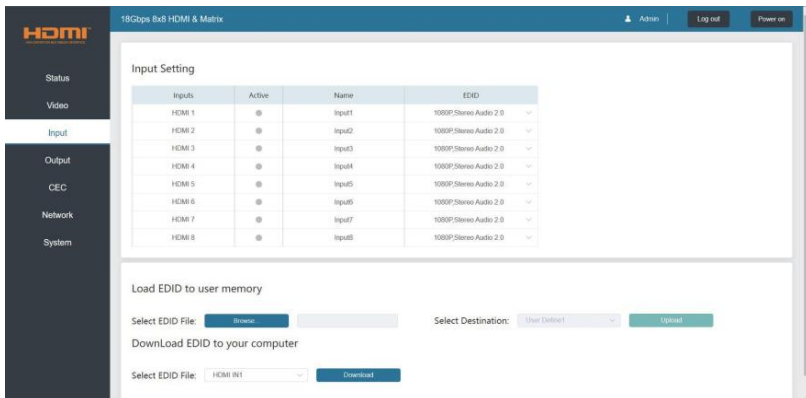 HDMI
18Gbps 8x8 HDMI & Matrix
Admin
Log out
Power on
Status
Video
Input
Output
CEC
Network
System
Input Setting
Inputs Active Name EDID
HDMI 1 Input1 1080P,Stereo Audio 2.0
HDMI 2 Input2 1080P,Stereo Audio 2.0
HDMI 3 Input3 1080P,Stereo Audio 2.0
HDMI 4 Input4 1080P,Stereo Audio 2.0
HDMI 5 Input5 1080P,Stereo Audio 2.0
HDMI 6 Input6 1080P,Stereo Audio 2.0
HDMI 7 Input7 1080P,Stereo Audio 2.0
HDMI 8 Input8 1080P,Stereo Audio 2.0
Load EDID to user memory
Select EDID File: Browse... Select Destination: User Define1 Upload
DownLoad EDID to your computer
Select EDID File: HDMI IN1 Download